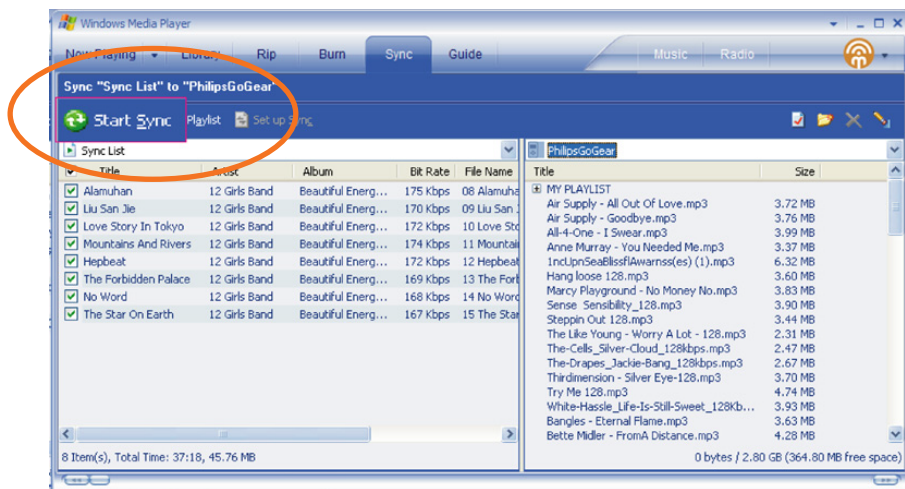 Windows Media Player
Now Playing Library Rip Burn Sync Guide Music Radio
Sync "Sync List" to "PhilipsGoGear"
Start Sync Playlist Set up Sync
Sync List
PhilipsGoGear
Title Artist Album Bit Rate File Name
Alamuhan 12 Girls Band Beautiful Energ... 175 Kbps 08 Alamuha
Liu San Jie 12 Girls Band Beautiful Energ... 170 Kbps 09 Liu San J
Love Story In Tokyo 12 Girls Band Beautiful Energ... 172 Kbps 10 Love Sto
Mountains And Rivers 12 Girls Band Beautiful Energ... 174 Kbps 11 Mountai
Hepbeat 12 Girls Band Beautiful Energ... 172 Kbps 12 Hepbeat
The Forbidden Palace 12 Girls Band Beautiful Energ... 169 Kbps 13 The Forb
No Word 12 Girls Band Beautiful Energ... 168 Kbps 14 No Word
The Star On Earth 12 Girls Band Beautiful Energ... 167 Kbps 15 The Star
8 Item(s), Total Time: 37:18, 45.76 MB
Title Size
MY PLAYLIST
Air Supply - All Out Of Love.mp3 3.72 MB
Air Supply - Goodbye.mp3 3.76 MB
All-4-One - I Swear.mp3 3.99 MB
Anne Murray - You Needed Me.mp3 3.37 MB
1ncUpnSeaBlissflAwarnss(es) (1).mp3 6.32 MB
Hang loose 128.mp3 3.60 MB
Marcy Playground - No Money No.mp3 3.83 MB
Sense Sensibility_128.mp3 3.90 MB
Steppin Out 128.mp3 3.44 MB
The Like Young - Worry A Lot - 128.mp3 2.31 MB
The-Cells_Silver-Cloud_128kbps.mp3 2.47 MB
The-Drapes_Jackie-Bang_128kbps.mp3 2.67 MB
Thirdimension - Silver Eye-128.mp3 3.70 MB
Try Me 128.mp3 4.74 MB
White-Hassle_Life-Is-Still-Sweet_128Kb... 3.93 MB
Bangles - Eternal Flame.mp3 3.63 MB
Bette Midler - FromA Distance.mp3 4.28 MB
0 bytes / 2.80 GB (364.80 MB free space)